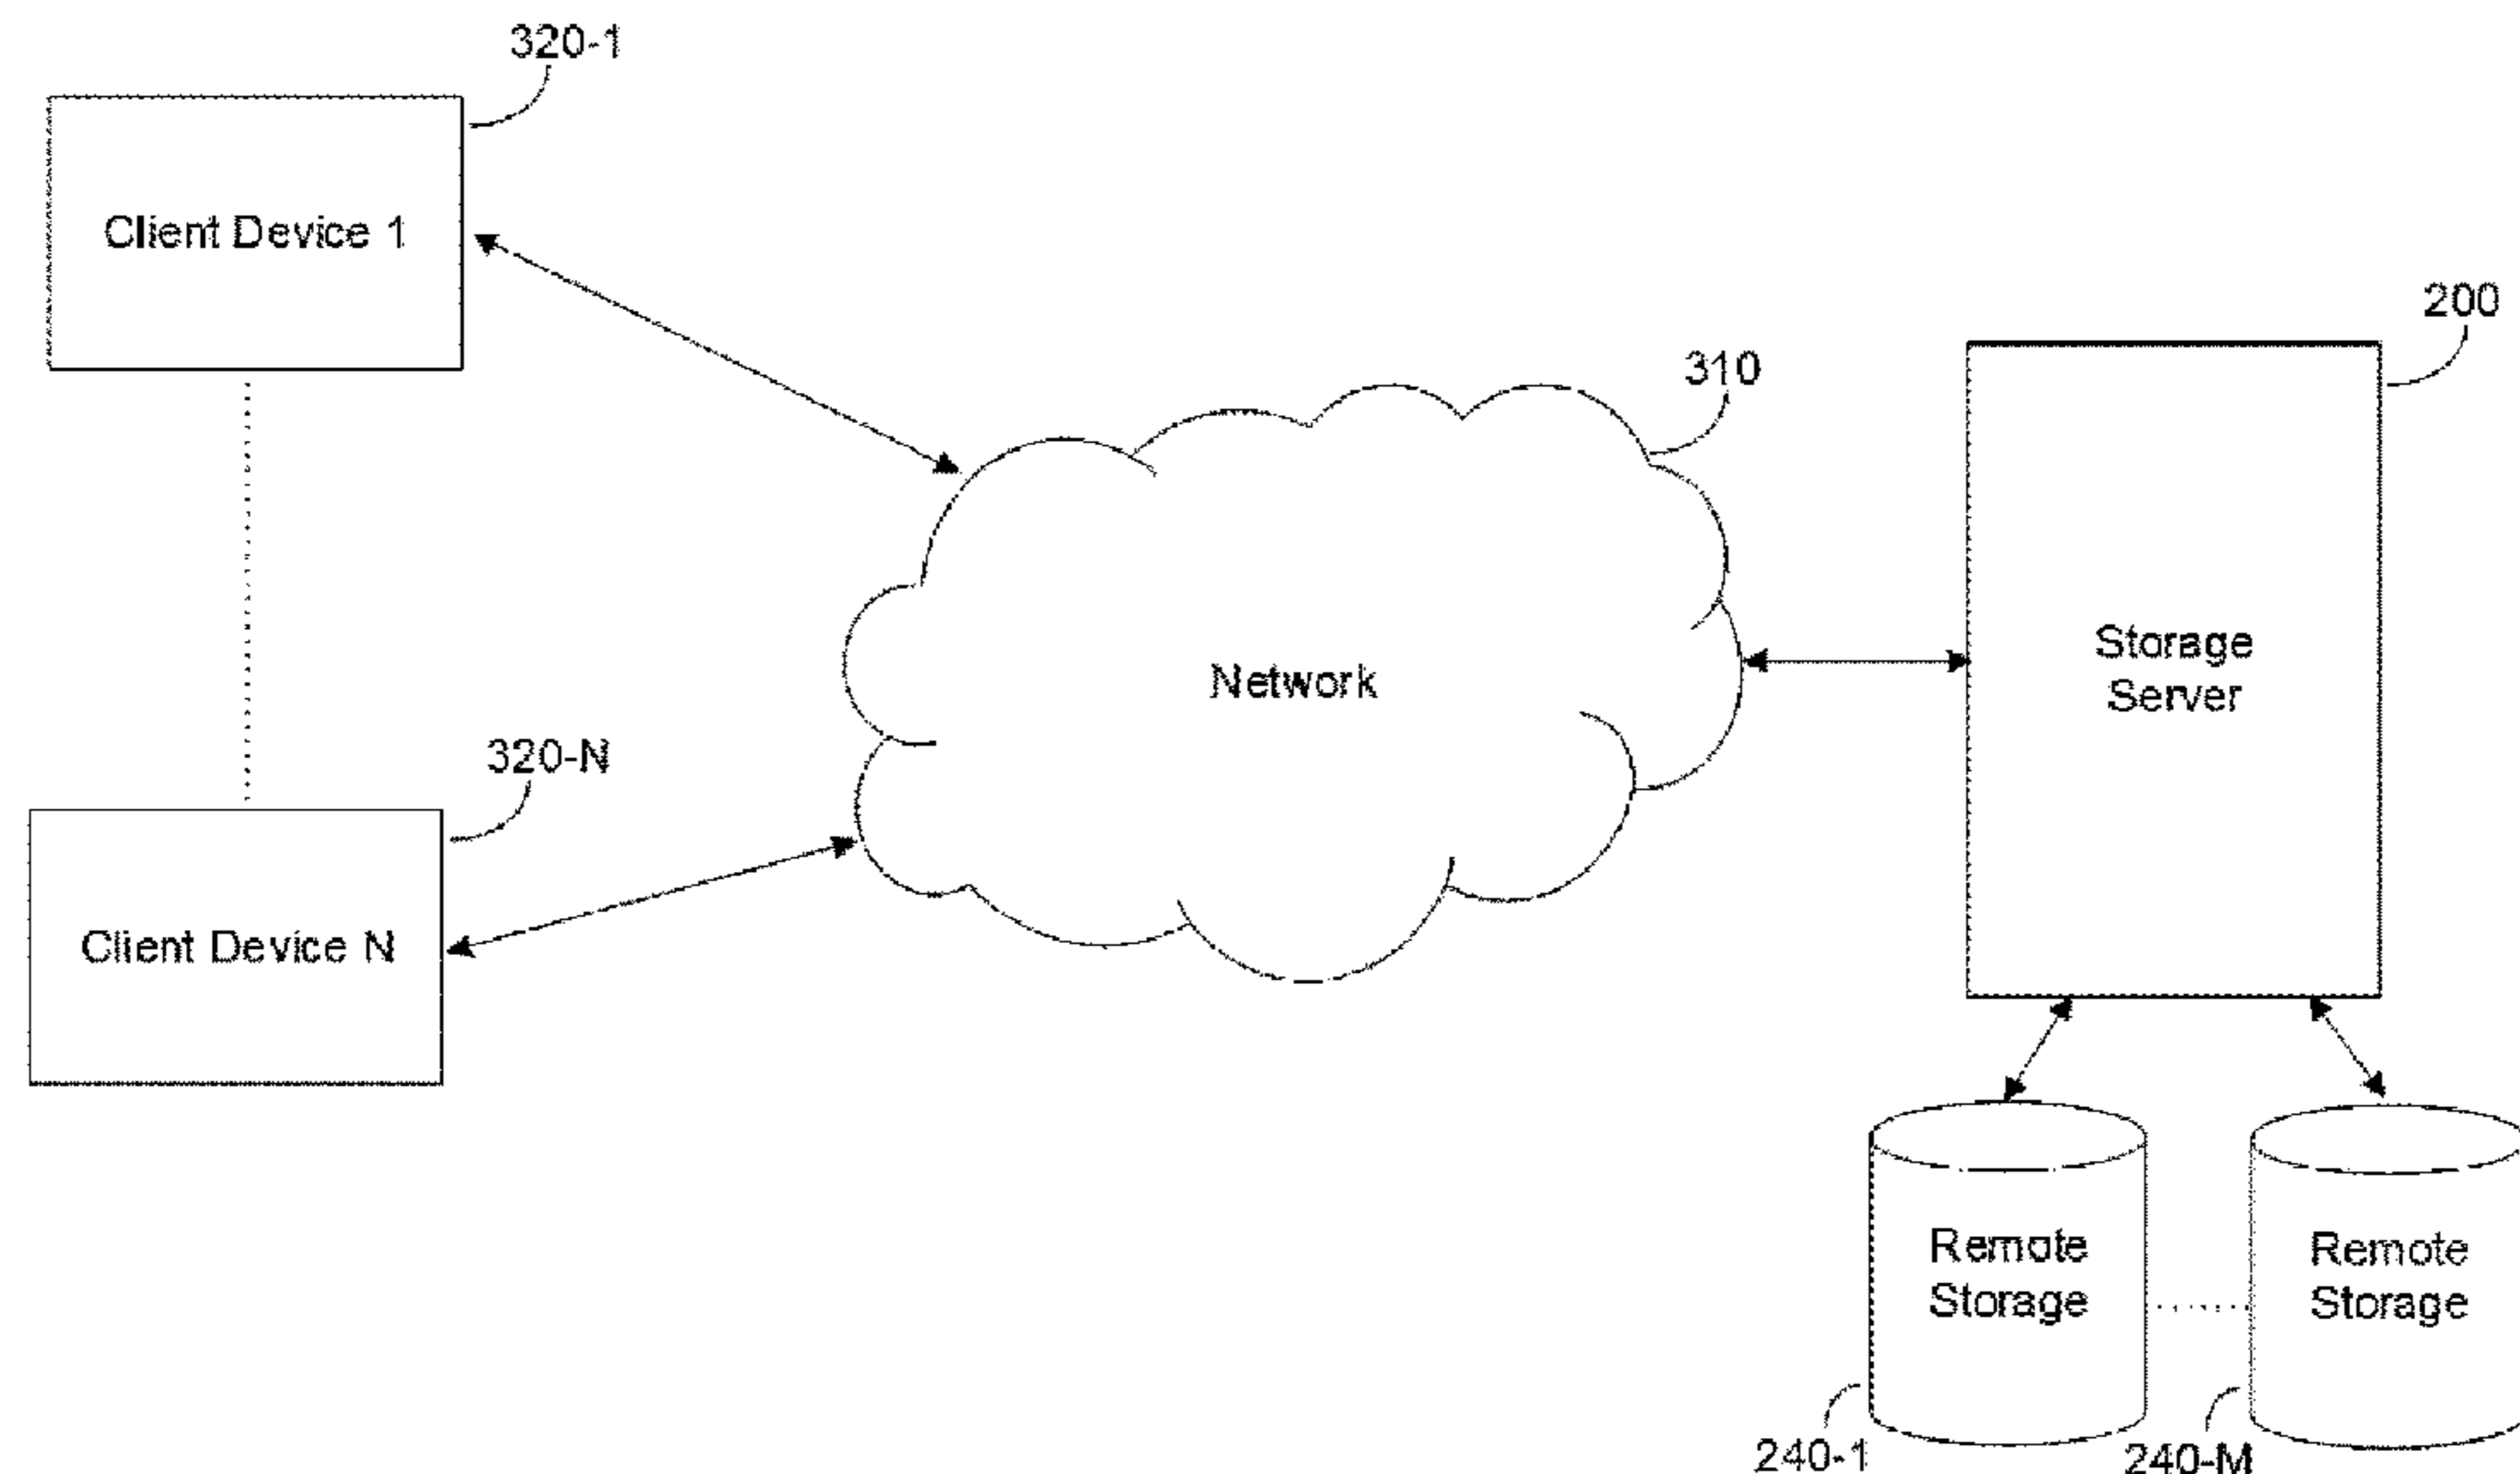 320-1
Client Device 1
200
310
Storage
Server
Network
320-N
Client Device N
Remote
Storage
Remote
Storage
240-1
240-M